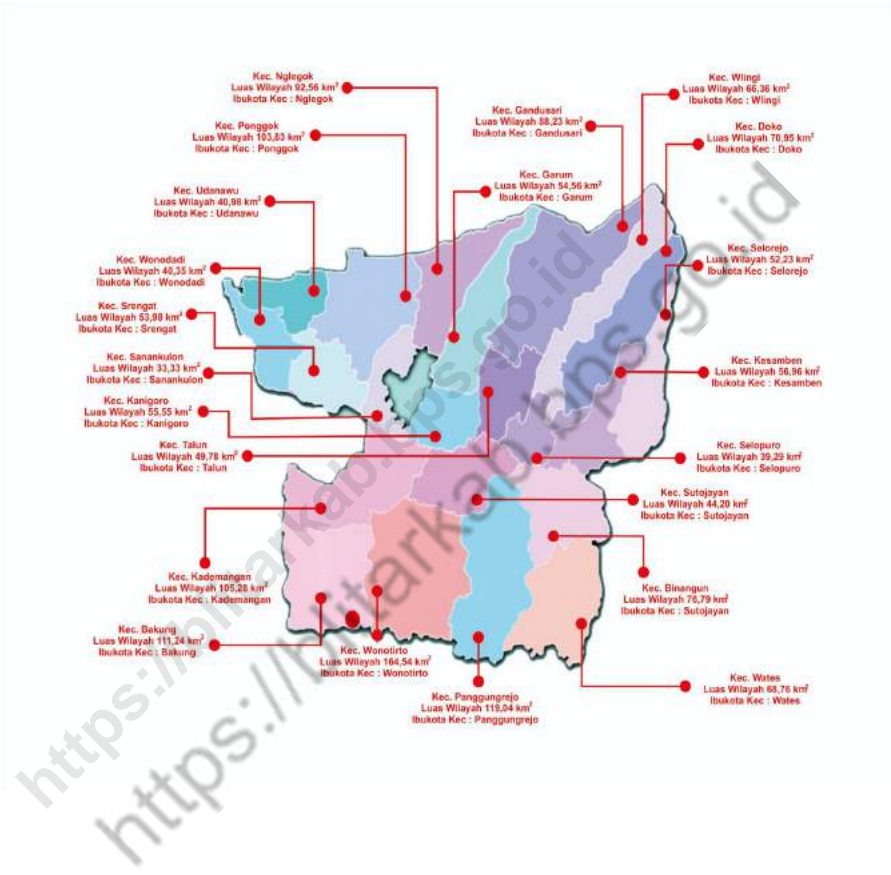 Kec. Nglegok
Luas Wilayah 92,56 km²
Ibukota Kec : Nglegok
Kec. Wlingi
Luas Wilayah 66,36 km²
Ibukota Kec : Wlingi
Kec. Gandusari
Luas Wilayah 88,23 km²
Ibukota Kec : Gandusari
Kec. Ponggok
Luas Wilayah 103,83 km²
Ibukota Kec : Ponggok
Kec. Doko
Luas Wilayah 70,95 km²
Ibukota Kec : Doko
Kec. Garum
Luas Wilayah 54,56 km²
Ibukota Kec : Garum
Kec. Udanawu
Luas Wilayah 40,98 km²
Ibukota Kec : Udanawu
Kec. Wonodadi
Luas Wilayah 40,35 km²
Ibukota Kec : Wonodadi
Kec. Selorejo
Luas Wilayah 52,23 km²
Ibukota Kec : Selorejo
Kec. Srengat
Luas Wilayah 53,98 km²
Ibukota Kec : Srengat
Kec. Sanankulon
Luas Wilayah 33,33 km²
Ibukota Kec : Sanankulon
Kec. Kesamben
Luas Wilayah 56,96 km²
Ibukota Kec : Kesamben
Kec. Kanigoro
Luas Wilayah 55,55 km²
Ibukota Kec : Kanigoro
Kec. Talun
Luas Wilayah 49,78 km²
Ibukota Kec : Talun
Kec. Selopuro
Luas Wilayah 39,29 km²
Ibukota Kec : Selopuro
Kec. Sutojayan
Luas Wilayah 44,20 km²
Ibukota Kec : Sutojayan
Kec. Kademangan
Luas Wilayah 105,28 km²
Ibukota Kec : Kademangan
Kec. Binangun
Luas Wilayah 76,79 km²
Ibukota Kec : Sutojayan
Kec. Bakung
Luas Wilayah 111,24 km²
Ibukota Kec : Bakung
Kec. Wonotirto
Luas Wilayah 164,54 km²
Ibukota Kec : Wonotirto
Kec. Wates
Luas Wilayah 68,76 km²
Ibukota Kec : Wates
Kec. Panggungrejo
Luas Wilayah 119,04 km²
Ibukota Kec : Panggungrejo
https://blitarkab.bps.go.id
https://blitarkab.bps.go.id